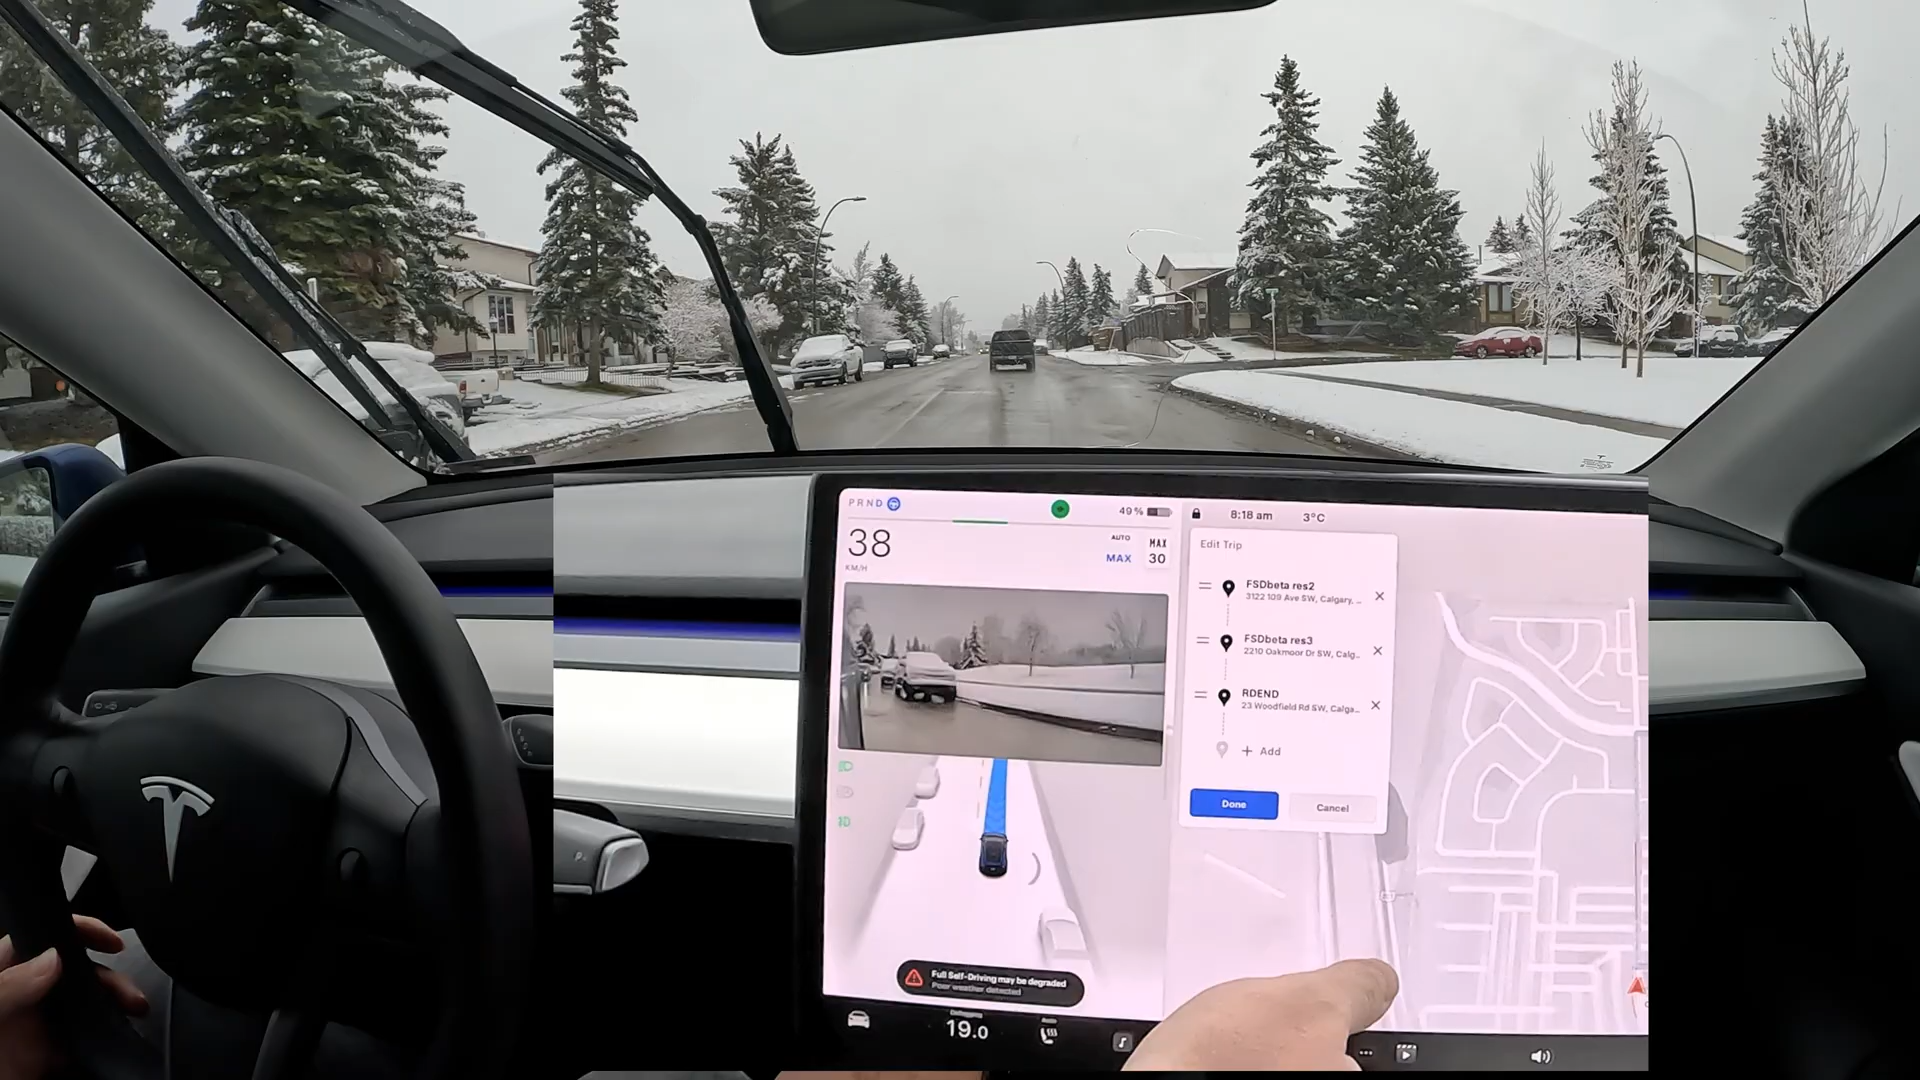 PRND
49 %
8:18 am
3°C
38
KM/H
AUTO
MAX
MAX
30
Edit Trip
FSDbeta res2
3122 109 Ave SW, Calgary, ...
FSDbeta res3
2210 Oakmoor Dr SW, Calg...
RDEND
23 Woodfield Rd SW, Calga...
+ Add
Done
Cancel
Full Self-Driving may be degraded
Poor weather detected
19.0
Auto